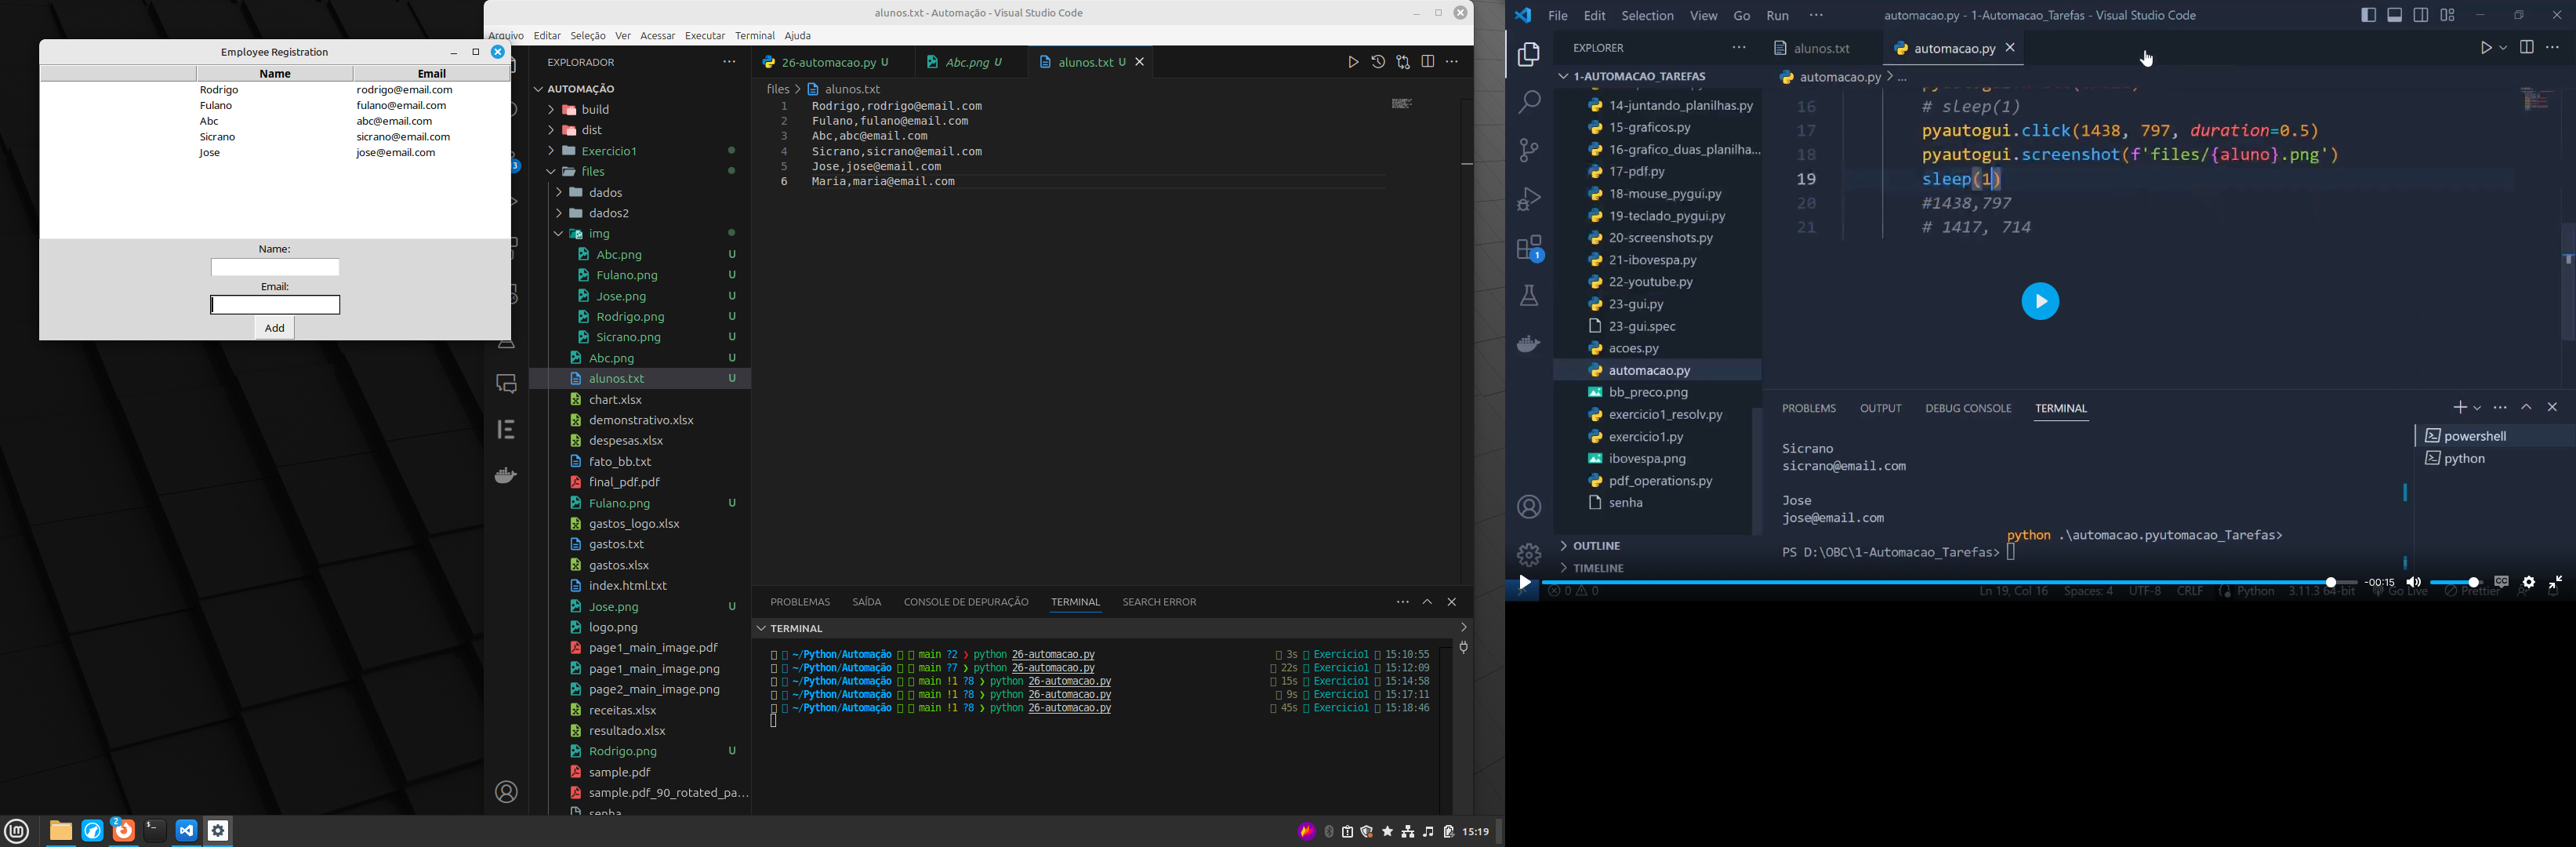 Employee Registration
Name Email
Rodrigo rodrigo@email.com
Fulano fulano@email.com
Abc abc@email.com
Sicrano sicrano@email.com
Jose jose@email.com
Name:
Email:
Add
alunos.txt - Automação - Visual Studio Code
Arquivo Editar Seleção Ver Acessar Executar Terminal Ajuda
EXPLORADOR
AUTOMAÇÃO
build
dist
Exercicio1
files
dados
dados2
img
Abc.png U
Fulano.png U
Jose.png U
Rodrigo.png U
Sicrano.png U
Abc.png U
alunos.txt U
chart.xlsx
demonstrativo.xlsx
despesas.xlsx
fato_bb.txt
final_pdf.pdf
Fulano.png U
gastos_logo.xlsx
gastos.txt
gastos.xlsx
index.html.txt
Jose.png U
logo.png
page1_main_image.pdf
page1_main_image.png
page2_main_image.png
receitas.xlsx
resultado.xlsx
Rodrigo.png U
sample.pdf
sample.pdf_90_rotated_pa...
senha
3
26-automacao.py U Abc.png U alunos.txt U
files > alunos.txt
1 Rodrigo,rodrigo@email.com
2 Fulano,fulano@email.com
3 Abc,abc@email.com
4 Sicrano,sicrano@email.com
5 Jose,jose@email.com
6 Maria,maria@email.com
PROBLEMAS SAÍDA CONSOLE DE DEPURAÇÃO TERMINAL SEARCH ERROR
TERMINAL
~/Python/Automação main ?2 > python 26-automacao.py 3s Exercicio1 15:10:55
~/Python/Automação main ?7 > python 26-automacao.py 22s Exercicio1 15:12:09
~/Python/Automação main !1 ?8 > python 26-automacao.py 15s Exercicio1 15:14:58
~/Python/Automação main !1 ?8 > python 26-automacao.py 9s Exercicio1 15:17:11
~/Python/Automação main !1 ?8 > python 26-automacao.py 45s Exercicio1 15:18:46
2
15:19
File Edit Selection View Go Run ··· automacao.py - 1-Automacao_Tarefas - Visual Studio Code
EXPLORER
1-AUTOMACAO_TAREFAS
14-juntando_planilhas.py
15-graficos.py
16-grafico_duas_planilha...
17-pdf.py
18-mouse_pygui.py
19-teclado_pygui.py
20-screenshots.py
21-ibovespa.py
22-youtube.py
23-gui.py
23-gui.spec
acoes.py
automacao.py
bb_preco.png
exercicio1_resolv.py
exercicio1.py
ibovespa.png
pdf_operations.py
senha
OUTLINE
TIMELINE
1
alunos.txt automacao.py
automacao.py > ...
16 # sleep(1)
17 pyautogui.click(1438, 797, duration=0.5)
18 pyautogui.screenshot(f'files/{aluno}.png')
19 sleep(1)
20 #1438,797
21 # 1417, 714
PROBLEMS OUTPUT DEBUG CONSOLE TERMINAL
powershell
python
Sicrano
sicrano@email.com
Jose
jose@email.com
python .\automacao.pyutomacao_Tarefas>
PS D:\OBC\1-Automacao_Tarefas>
-00:15
CC
0 0 Ln 19, Col 16 Spaces: 4 UTF-8 CRLF Python 3.11.3 64-bit Go Live Prettier